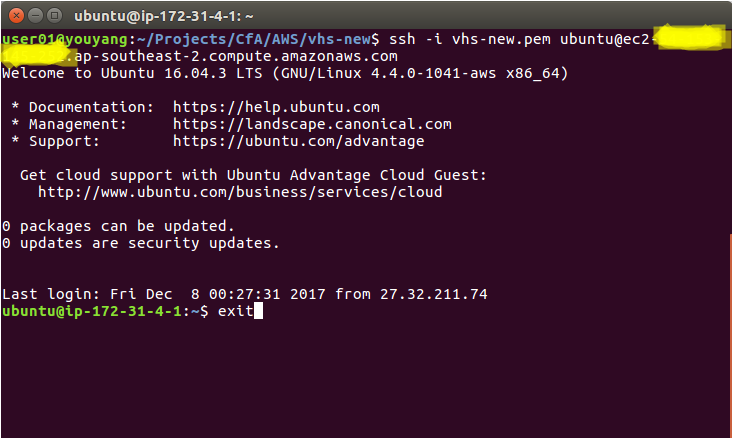 ubuntu@ip-172-31-4-1: ~
user01@youyang:~/Projects/CfA/AWS/vhs-new$ ssh -i vhs-new.pem ubuntu@ec2-
.ap-southeast-2.compute.amazonaws.com
Welcome to Ubuntu 16.04.3 LTS (GNU/Linux 4.4.0-1041-aws x86_64)
* Documentation:  https://help.ubuntu.com
* Management:     https://landscape.canonical.com
* Support:        https://ubuntu.com/advantage
Get cloud support with Ubuntu Advantage Cloud Guest:
http://www.ubuntu.com/business/services/cloud
0 packages can be updated.
0 updates are security updates.
Last login: Fri Dec  8 00:27:31 2017 from 27.32.211.74
ubuntu@ip-172-31-4-1:~$ exit